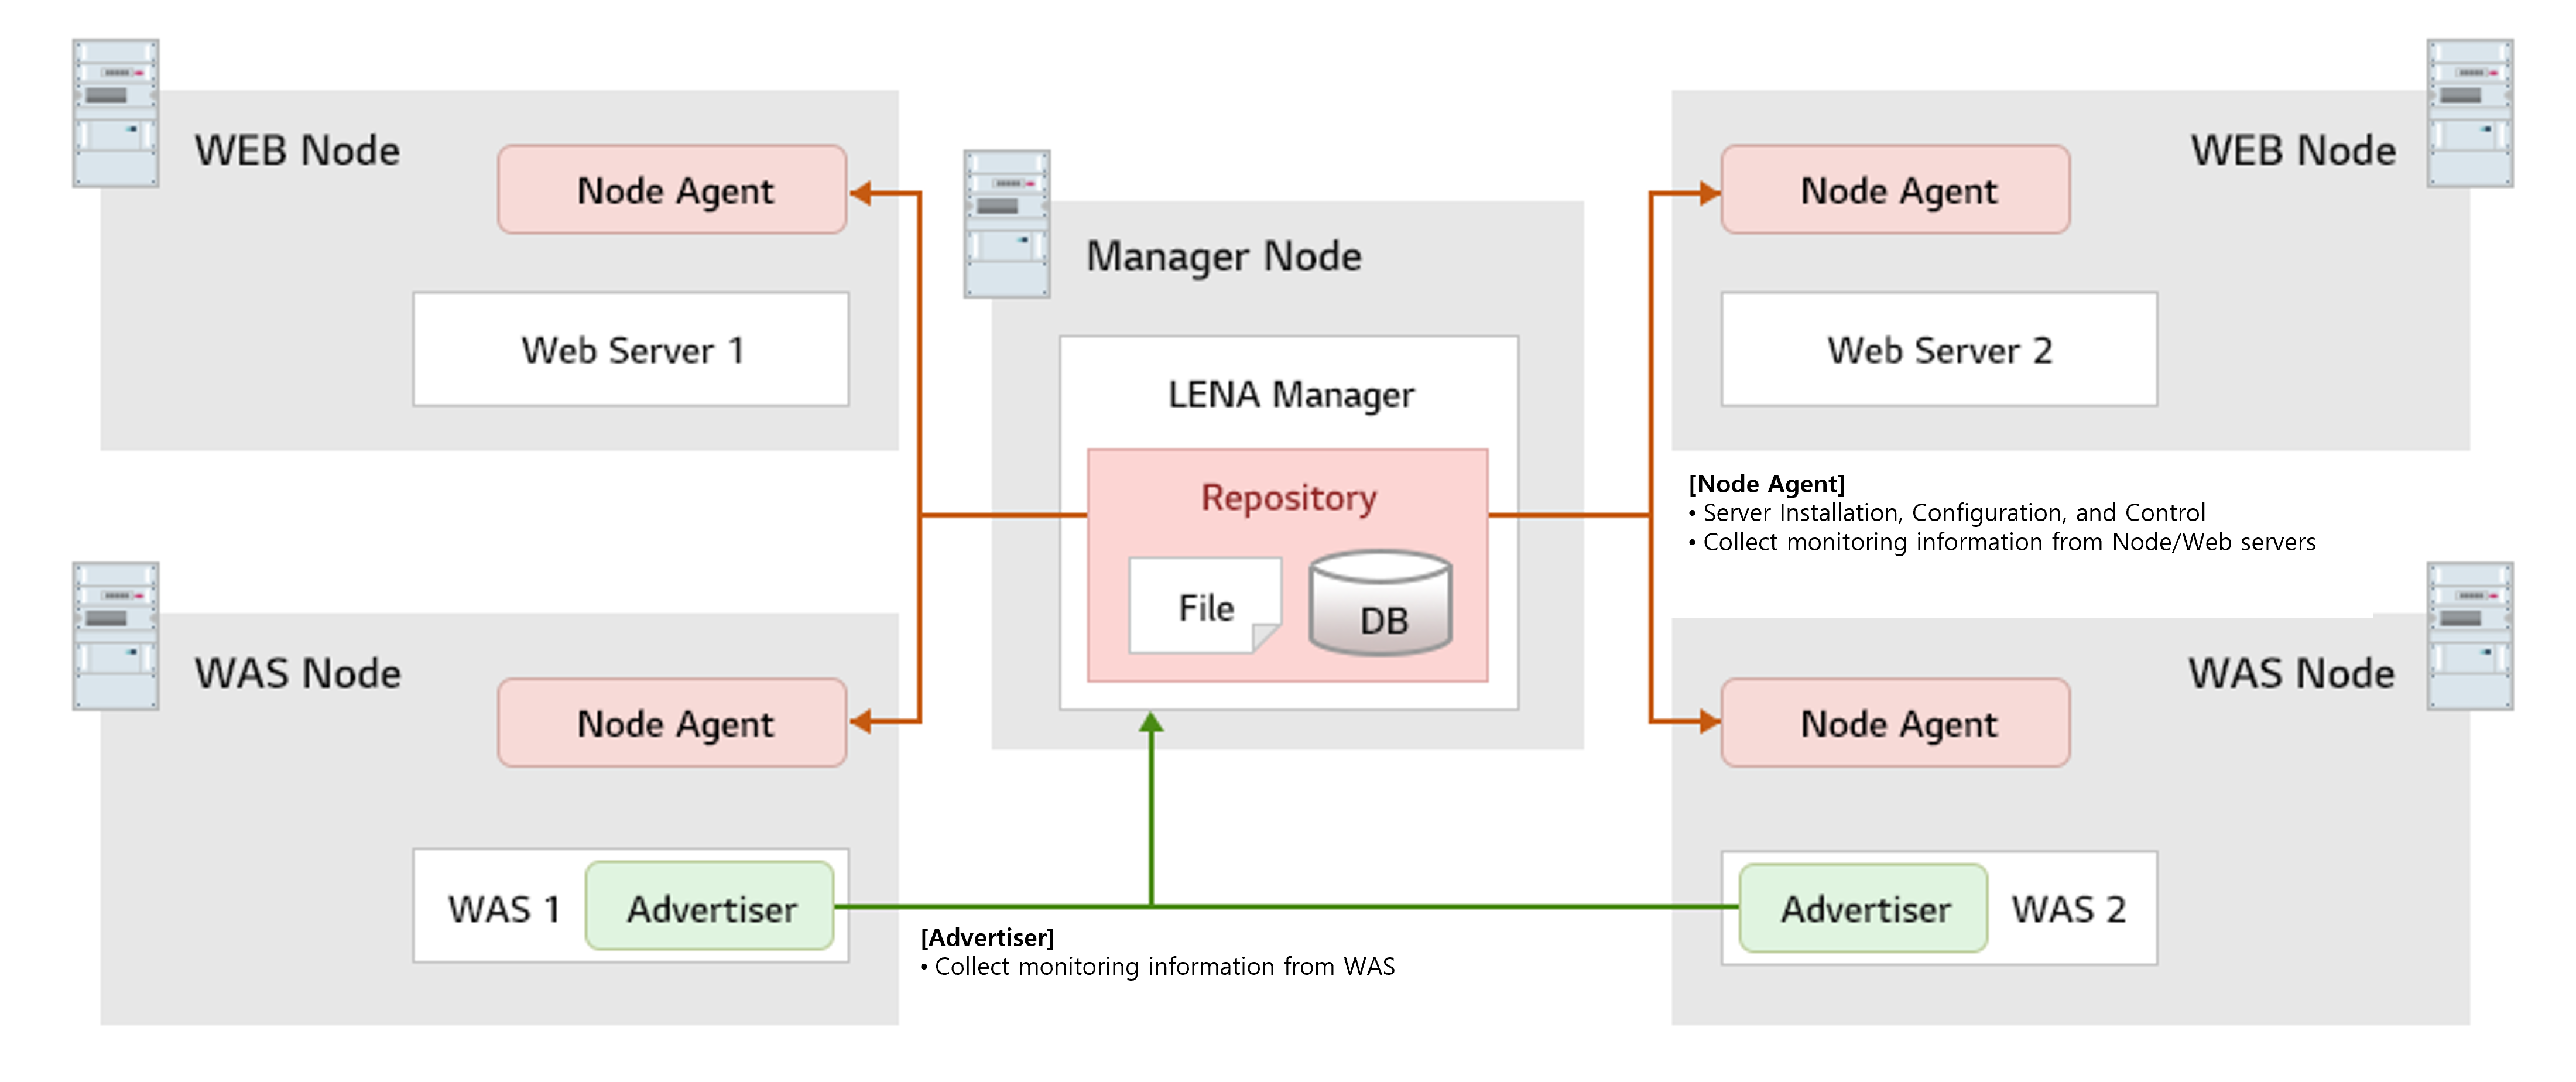 WEB Node
Node Agent
Web Server 1
Manager Node
LENA Manager
Repository
File
DB
WEB Node
Node Agent
Web Server 2
[Node Agent]
• Server Installation, Configuration, and Control
• Collect monitoring information from Node/Web servers
WAS Node
Node Agent
WAS 1
Advertiser
[Advertiser]
• Collect monitoring information from WAS
WAS Node
Node Agent
Advertiser
WAS 2